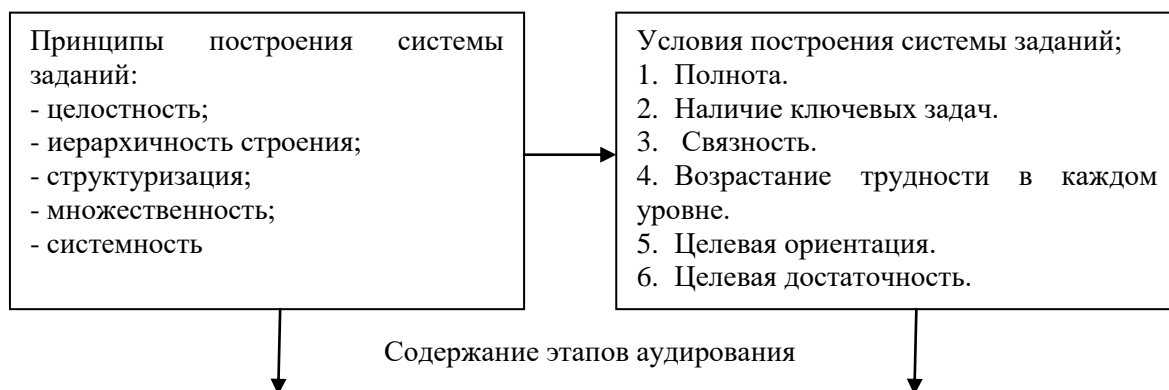 Принципы построения системы
заданий:
- целостность;
- иерархичность строения;
- структуризация;
- множественность;
- системность
Условия построения системы заданий;
1. Полнота.
2. Наличие ключевых задач.
3. Связность.
4. Возрастание трудности в каждом
уровне.
5. Целевая ориентация.
6. Целевая достаточность.
Содержание этапов аудирования